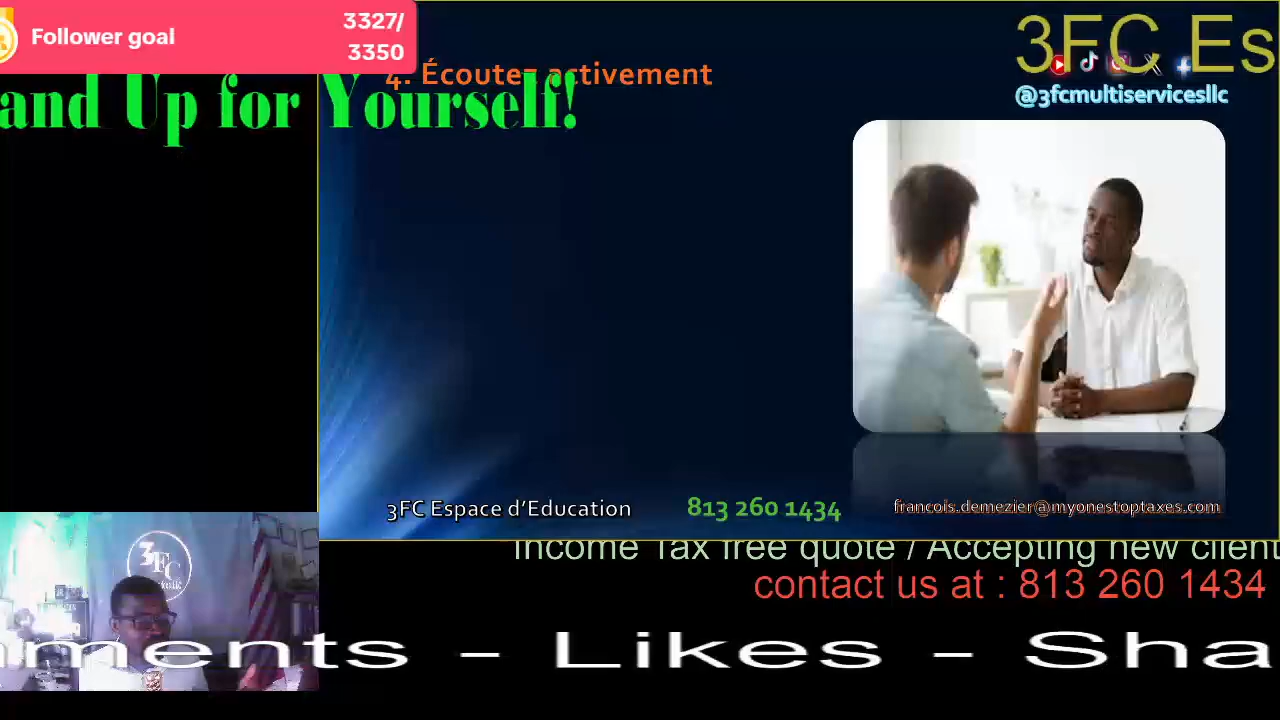 Follower goal
3327/
3350
3FC Es
4. Écoutez activement
and Up for Yourself!
@3fcmultiservicesllc
3FC Espace d'Education
813 260 1434
francois.demezier@myonestoptaxes.com
3FC
Income Tax free quote / Accepting new client
contact us at : 813 260 1434
mments - Likes - Sha